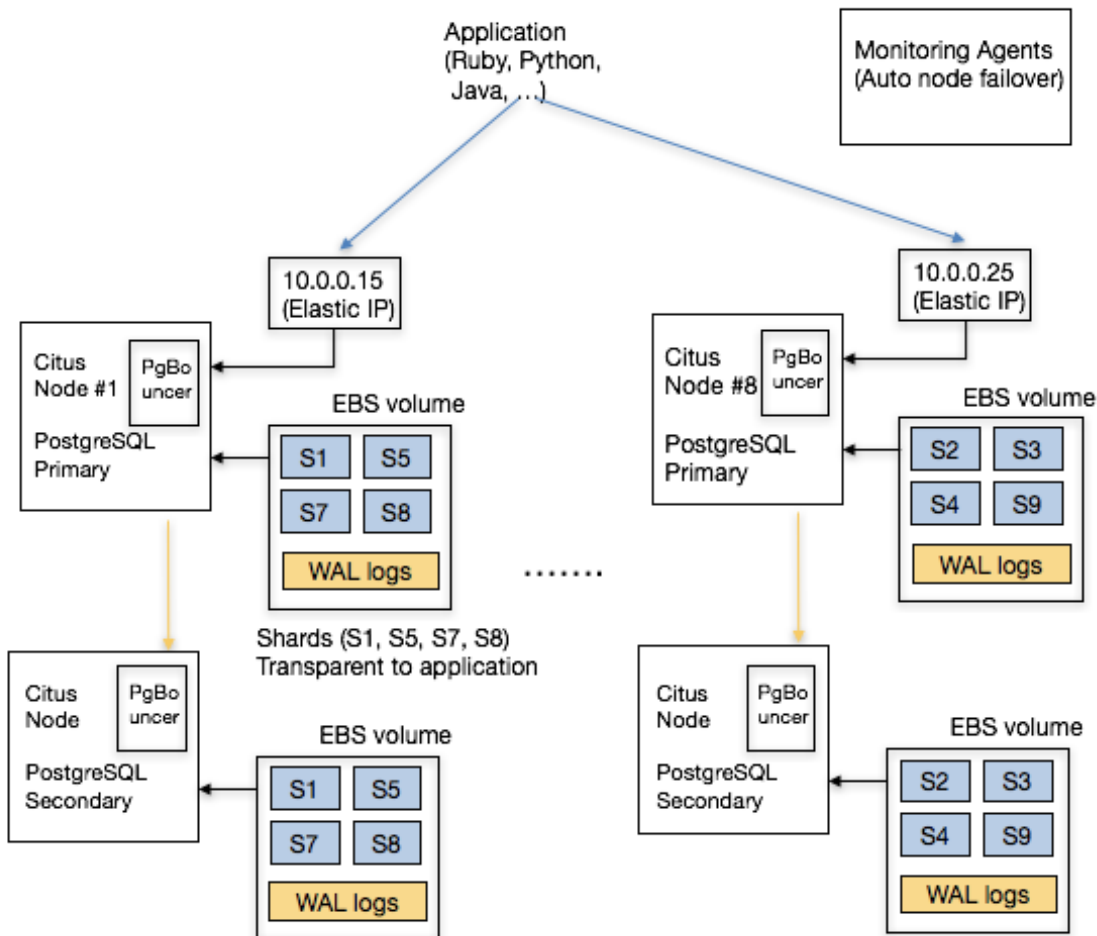 Application
(Ruby, Python,
Java, ...)
Monitoring Agents
(Auto node failover)
10.0.0.15
(Elastic IP)
10.0.0.25
(Elastic IP)
Citus
Node #1
PgBo
uncer
PostgreSQL
Primary
EBS volume
S1 S5
S7 S8
WAL logs
Shards (S1, S5, S7, S8)
Transparent to application
.......
Citus
Node #8
PgBo
uncer
PostgreSQL
Primary
EBS volume
S2 S3
S4 S9
WAL logs
Citus
Node
PgBo
uncer
PostgreSQL
Secondary
EBS volume
S1 S5
S7 S8
WAL logs
Citus
Node
PgBo
uncer
PostgreSQL
Secondary
EBS volume
S2 S3
S4 S9
WAL logs